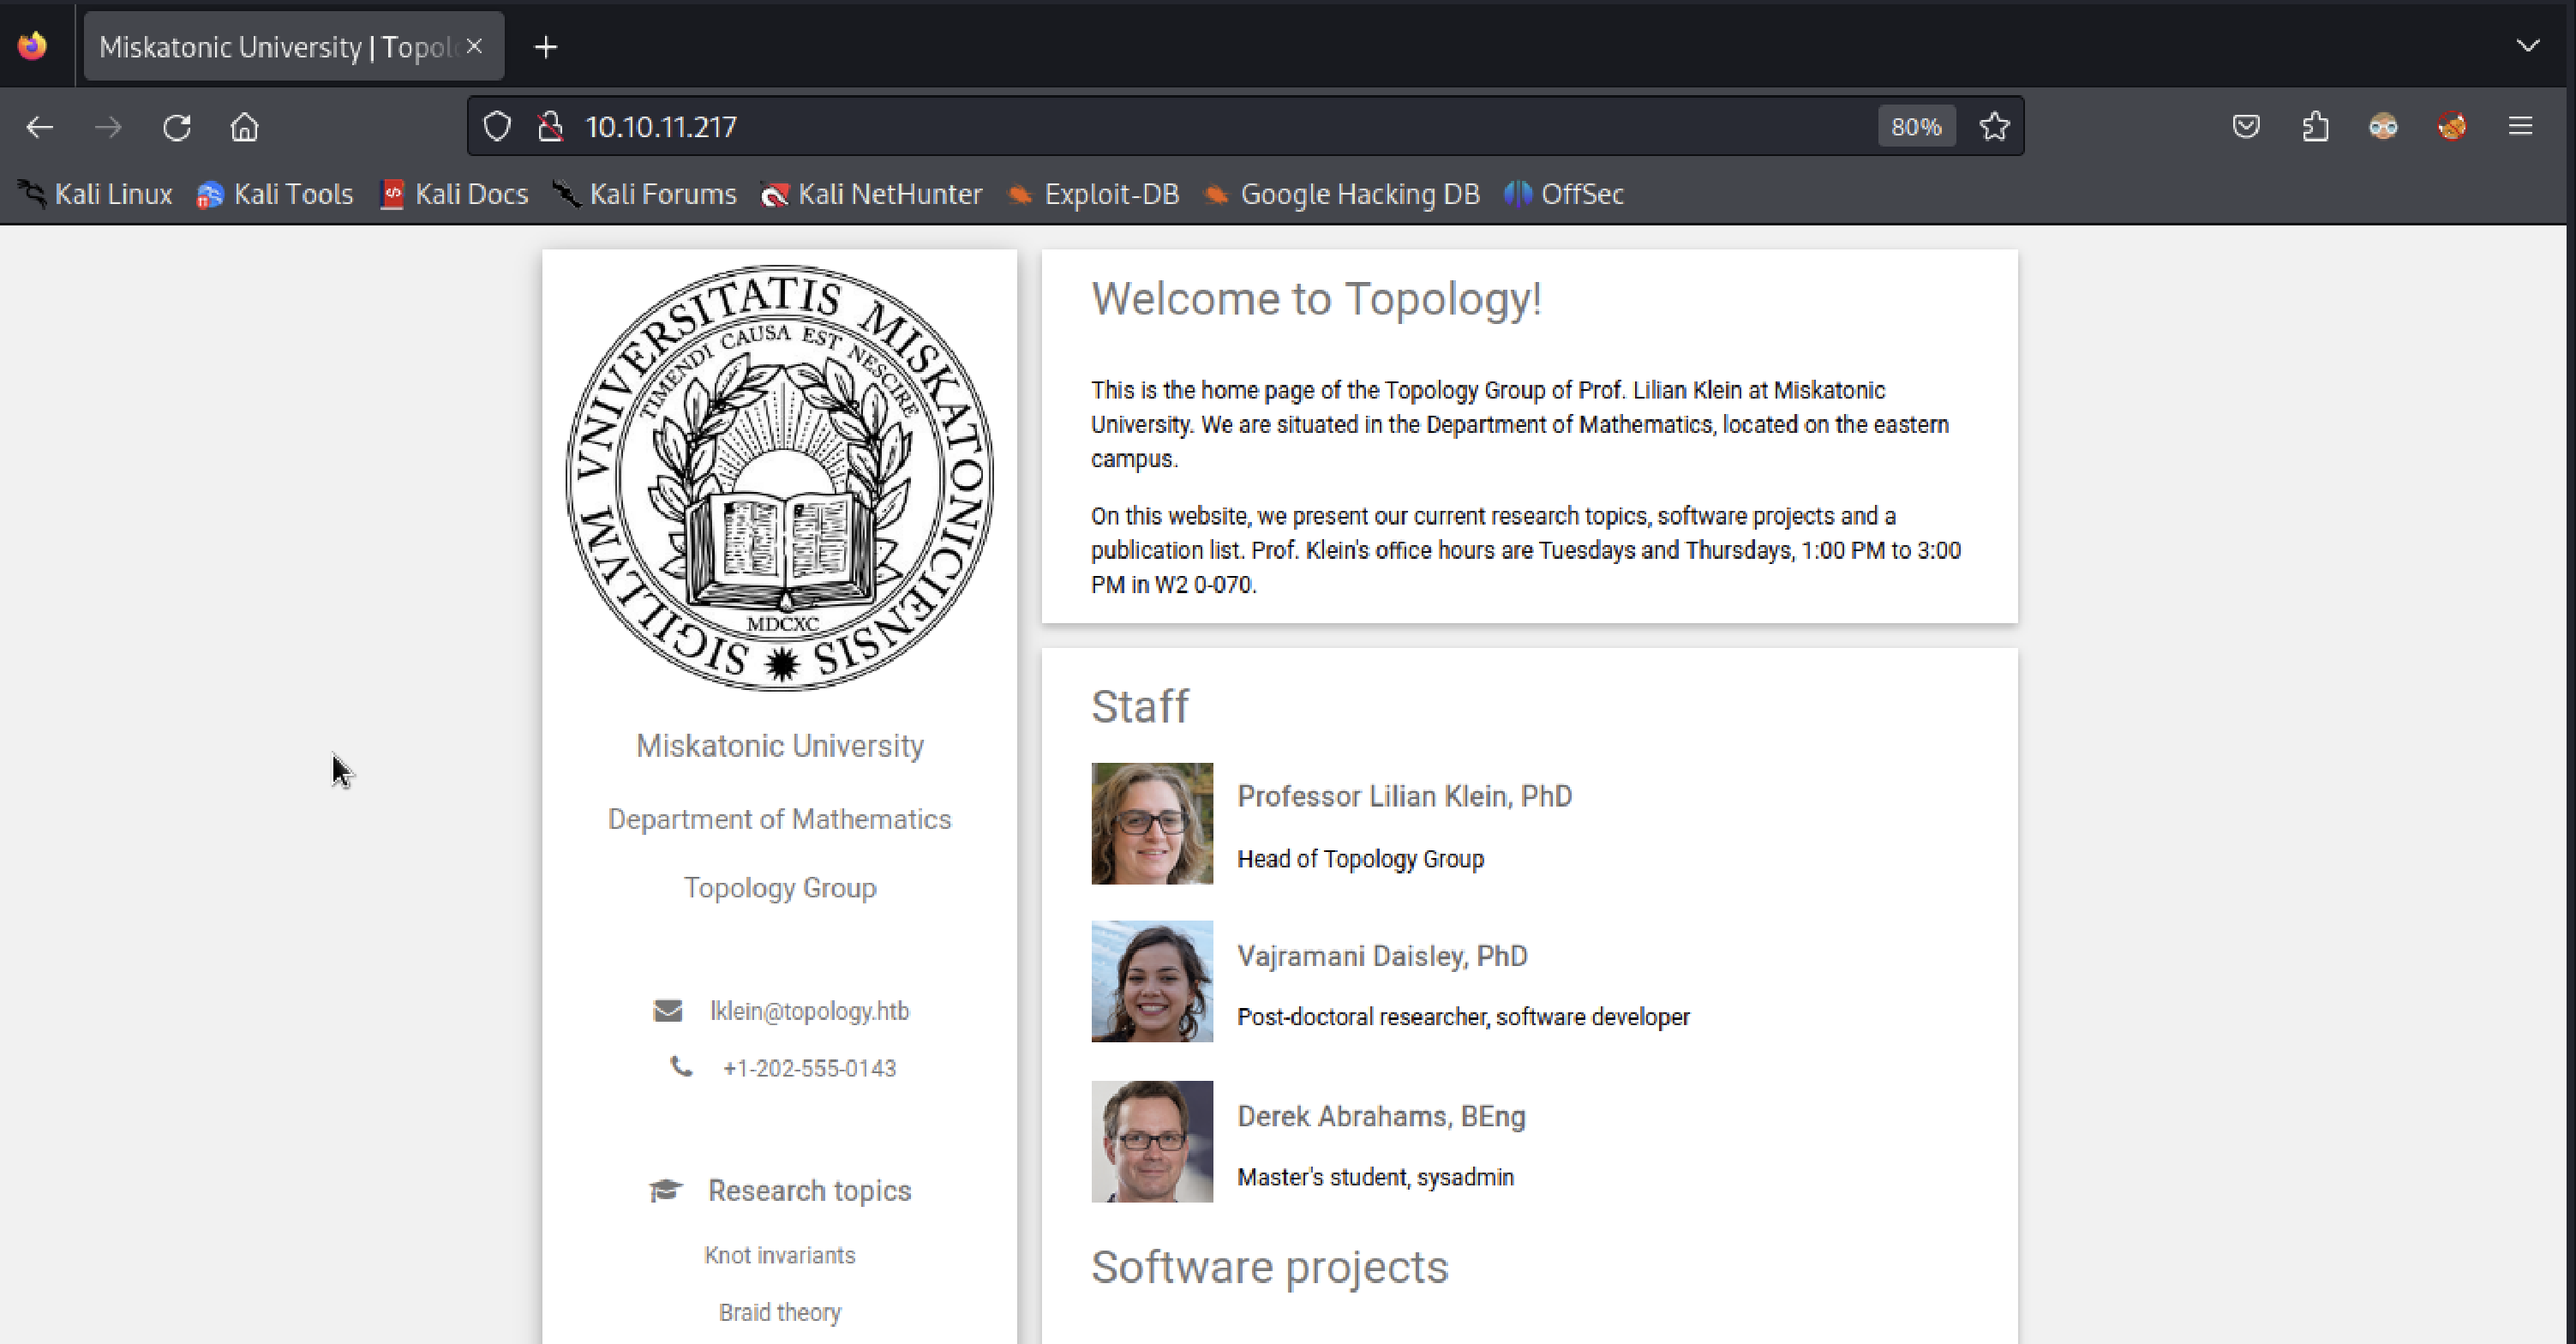 Miskatonic University | Topol
10.10.11.217
80%
Kali Linux
Kali Tools
Kali Docs
Kali Forums
Kali NetHunter
Exploit-DB
Google Hacking DB
OffSec
SIGILLVM VNIVERSITATIS MISKATONICIENSIS
TIMENDI CAUSA EST NESCIRE
MDCXC
Miskatonic University
Department of Mathematics
Topology Group
lklein@topology.htb
+1-202-555-0143
Research topics
Knot invariants
Braid theory
Welcome to Topology!
This is the home page of the Topology Group of Prof. Lilian Klein at Miskatonic
University. We are situated in the Department of Mathematics, located on the eastern
campus.
On this website, we present our current research topics, software projects and a
publication list. Prof. Klein's office hours are Tuesdays and Thursdays, 1:00 PM to 3:00
PM in W2 0-070.
Staff
Professor Lilian Klein, PhD
Head of Topology Group
Vajramani Daisley, PhD
Post-doctoral researcher, software developer
Derek Abrahams, BEng
Master's student, sysadmin
Software projects